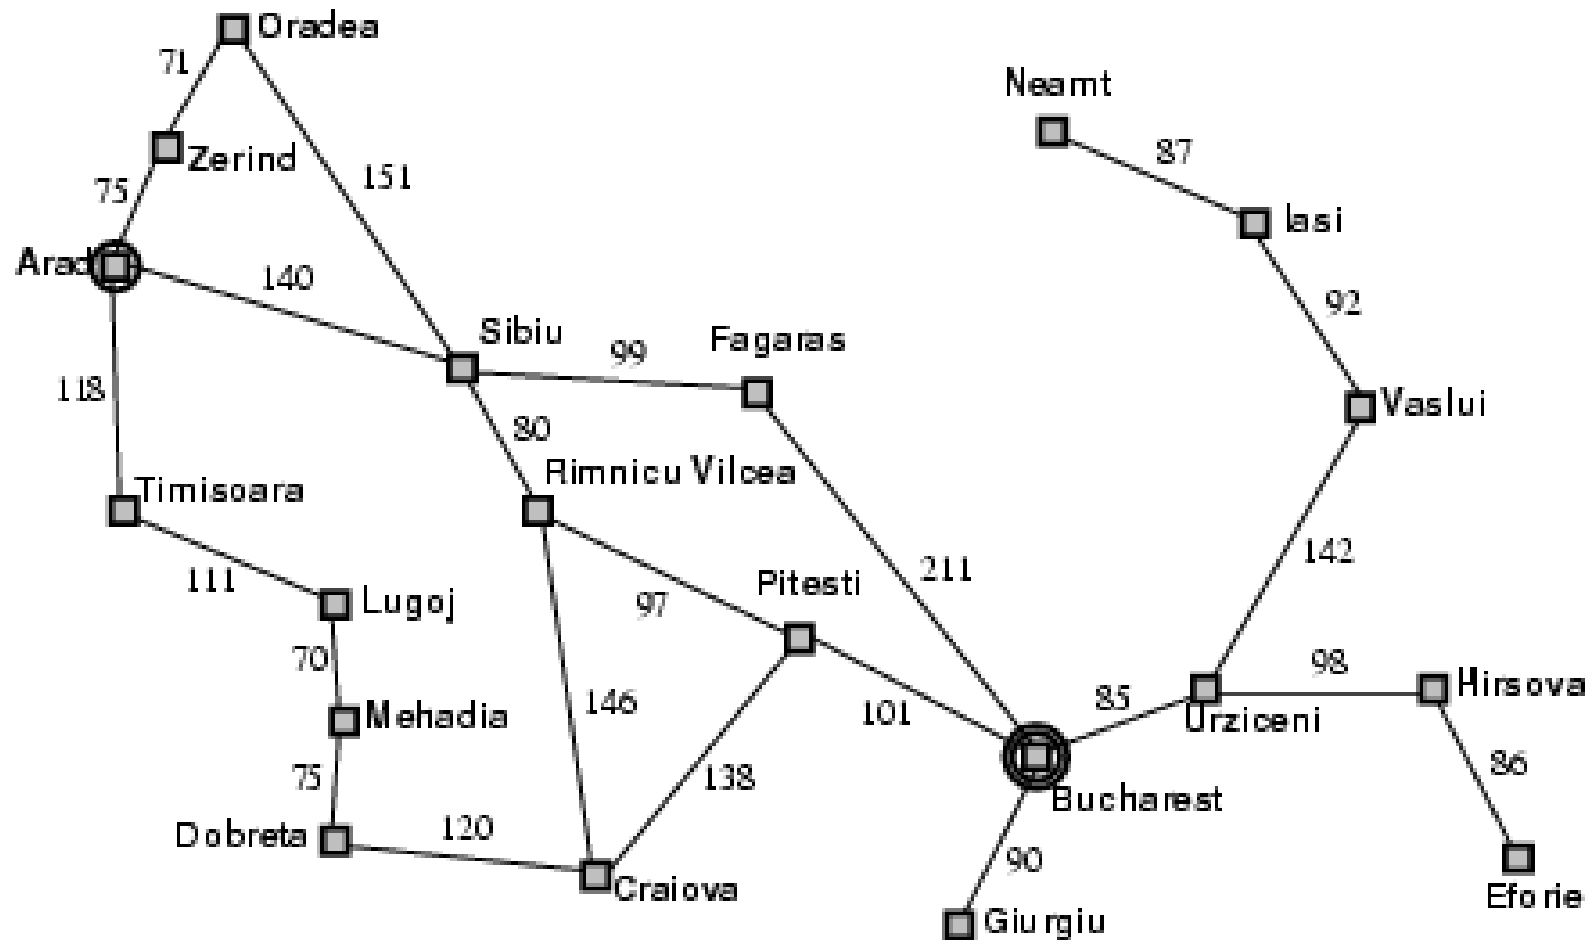 Oradea
71
Neamt
87
Zerind
151
75
Iasi
Arad
140
92
Sibiu
Fagaras
99
118
Vaslui
80
Rimnicu Vilcea
Timisoara
142
211
111
Pitesti
Lugoj
97
70
98
Hirsova
146
101
85
Mehadia
Urziceni
138
86
75
Bucharest
Dobreta
120
90
Craiova
Eforie
Giurgiu